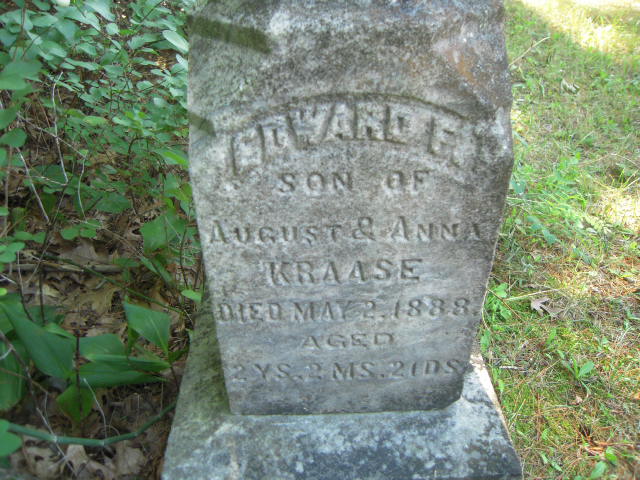 EDWARD F.
SON OF
AUGUST & ANNA
KRAASE
DIED MAY 2, 1888.
AGED
2 YS. 2 MS. 21 DS.